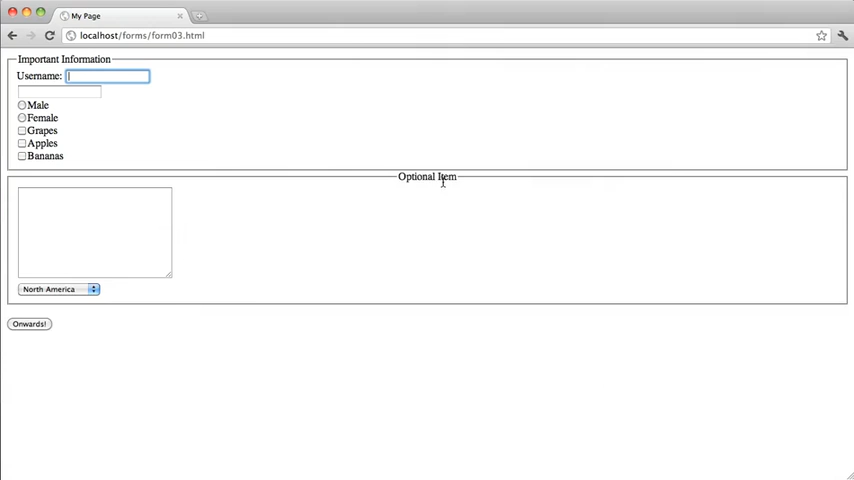 My Page
localhost/forms/form03.html
Important Information
Username:
Male
Female
Grapes
Apples
Bananas
Optional Item
North America
Onwards!